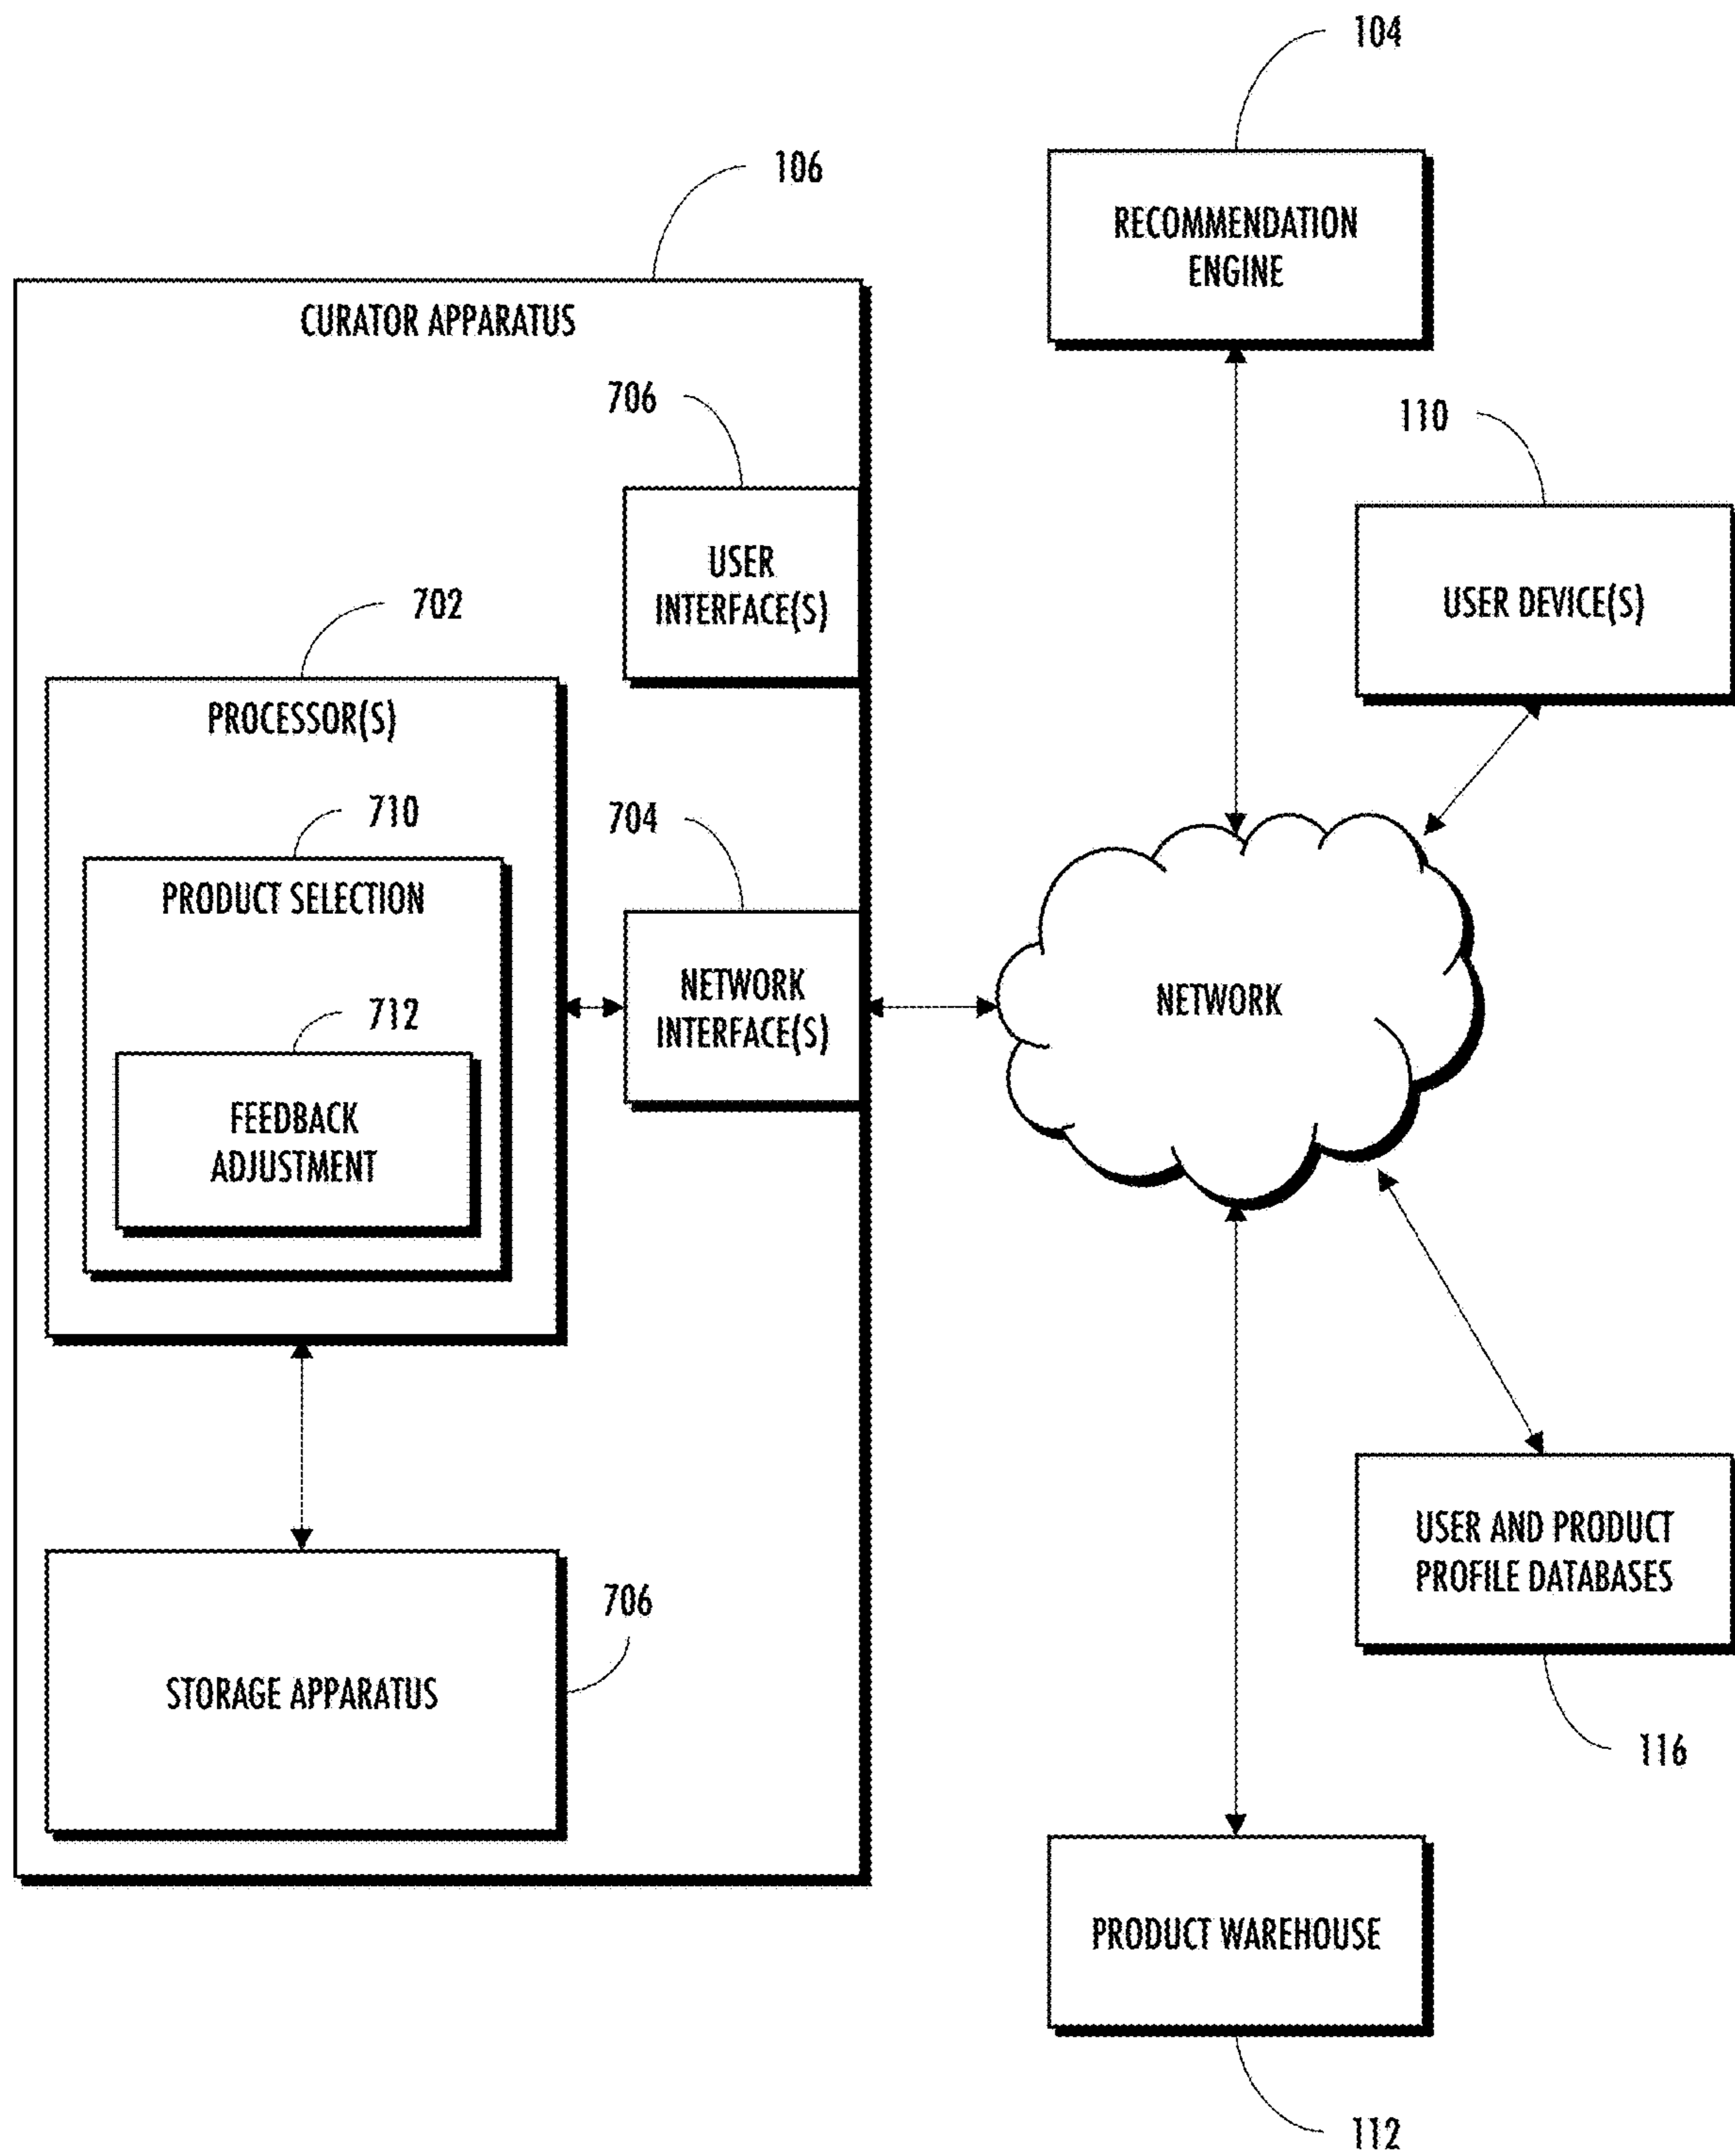 104
106
RECOMMENDATION
ENGINE
CURATOR APPARATUS
706
110
USER
INTERFACE(S)
USER DEVICE(S)
702
PROCESSOR(S)
710
704
PRODUCT SELECTION
NETWORK
INTERFACE(S)
NETWORK
712
FEEDBACK
ADJUSTMENT
USER AND PRODUCT
PROFILE DATABASES
706
STORAGE APPARATUS
116
PRODUCT WAREHOUSE
112